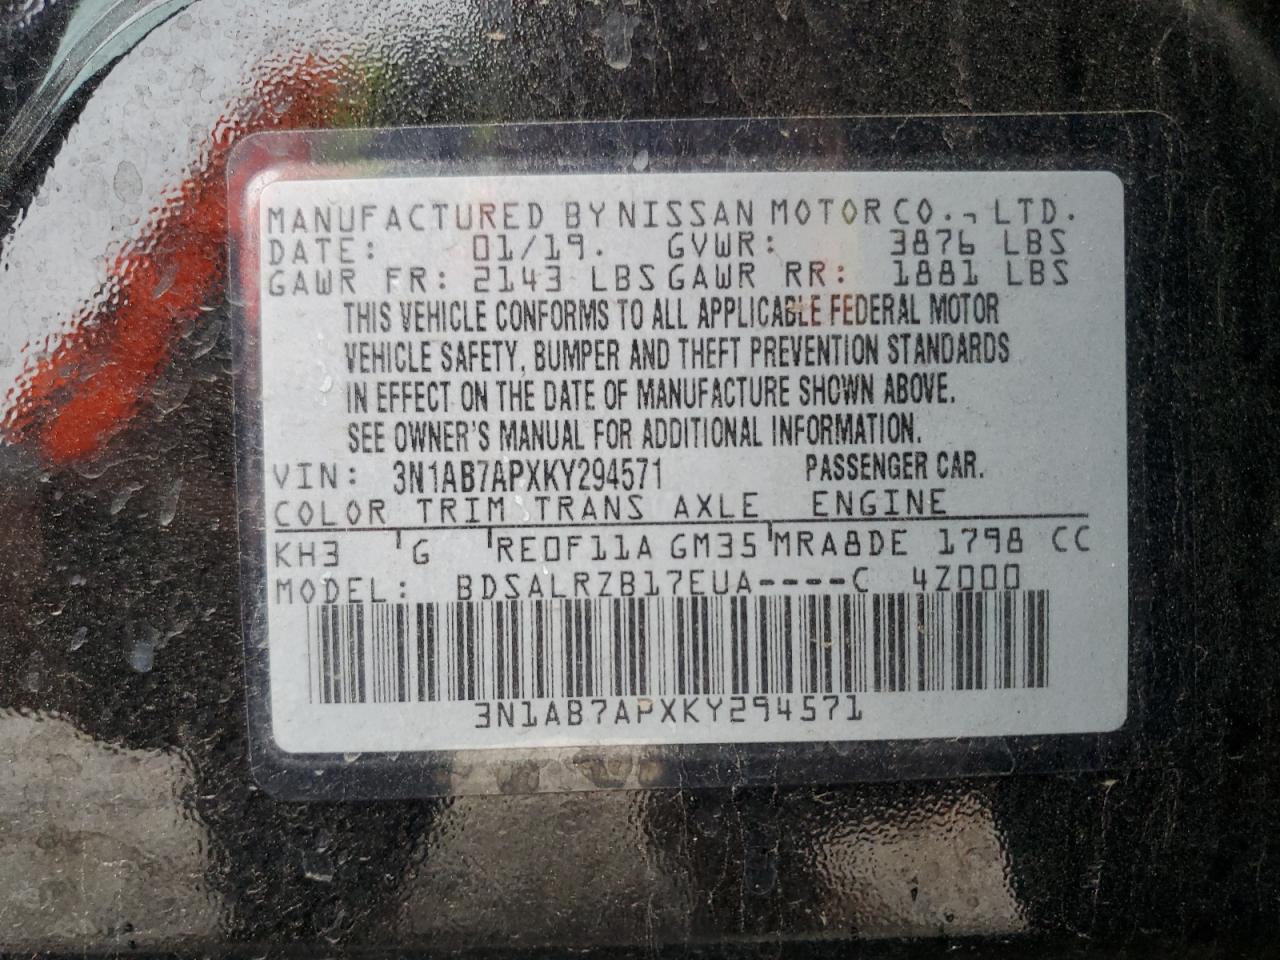 MANUFACTURED BY NISSAN MOTOR CO., LTD.
DATE: 01/19. GVWR: 3876 LBS
GAWR FR: 2143 LBS GAWR RR: 1881 LBS
THIS VEHICLE CONFORMS TO ALL APPLICABLE FEDERAL MOTOR
VEHICLE SAFETY, BUMPER AND THEFT PREVENTION STANDARDS
IN EFFECT ON THE DATE OF MANUFACTURE SHOWN ABOVE.
SEE OWNER'S MANUAL FOR ADDITIONAL INFORMATION.
VIN: 3N1AB7APXKY294571 PASSENGER CAR.
COLOR TRIM TRANS AXLE ENGINE
KH3 G RE0F11A GM35 MRA8DE 1798 CC
MODEL: BDSALRZB17EUA----C 4Z000
3N1AB7APXKY294571